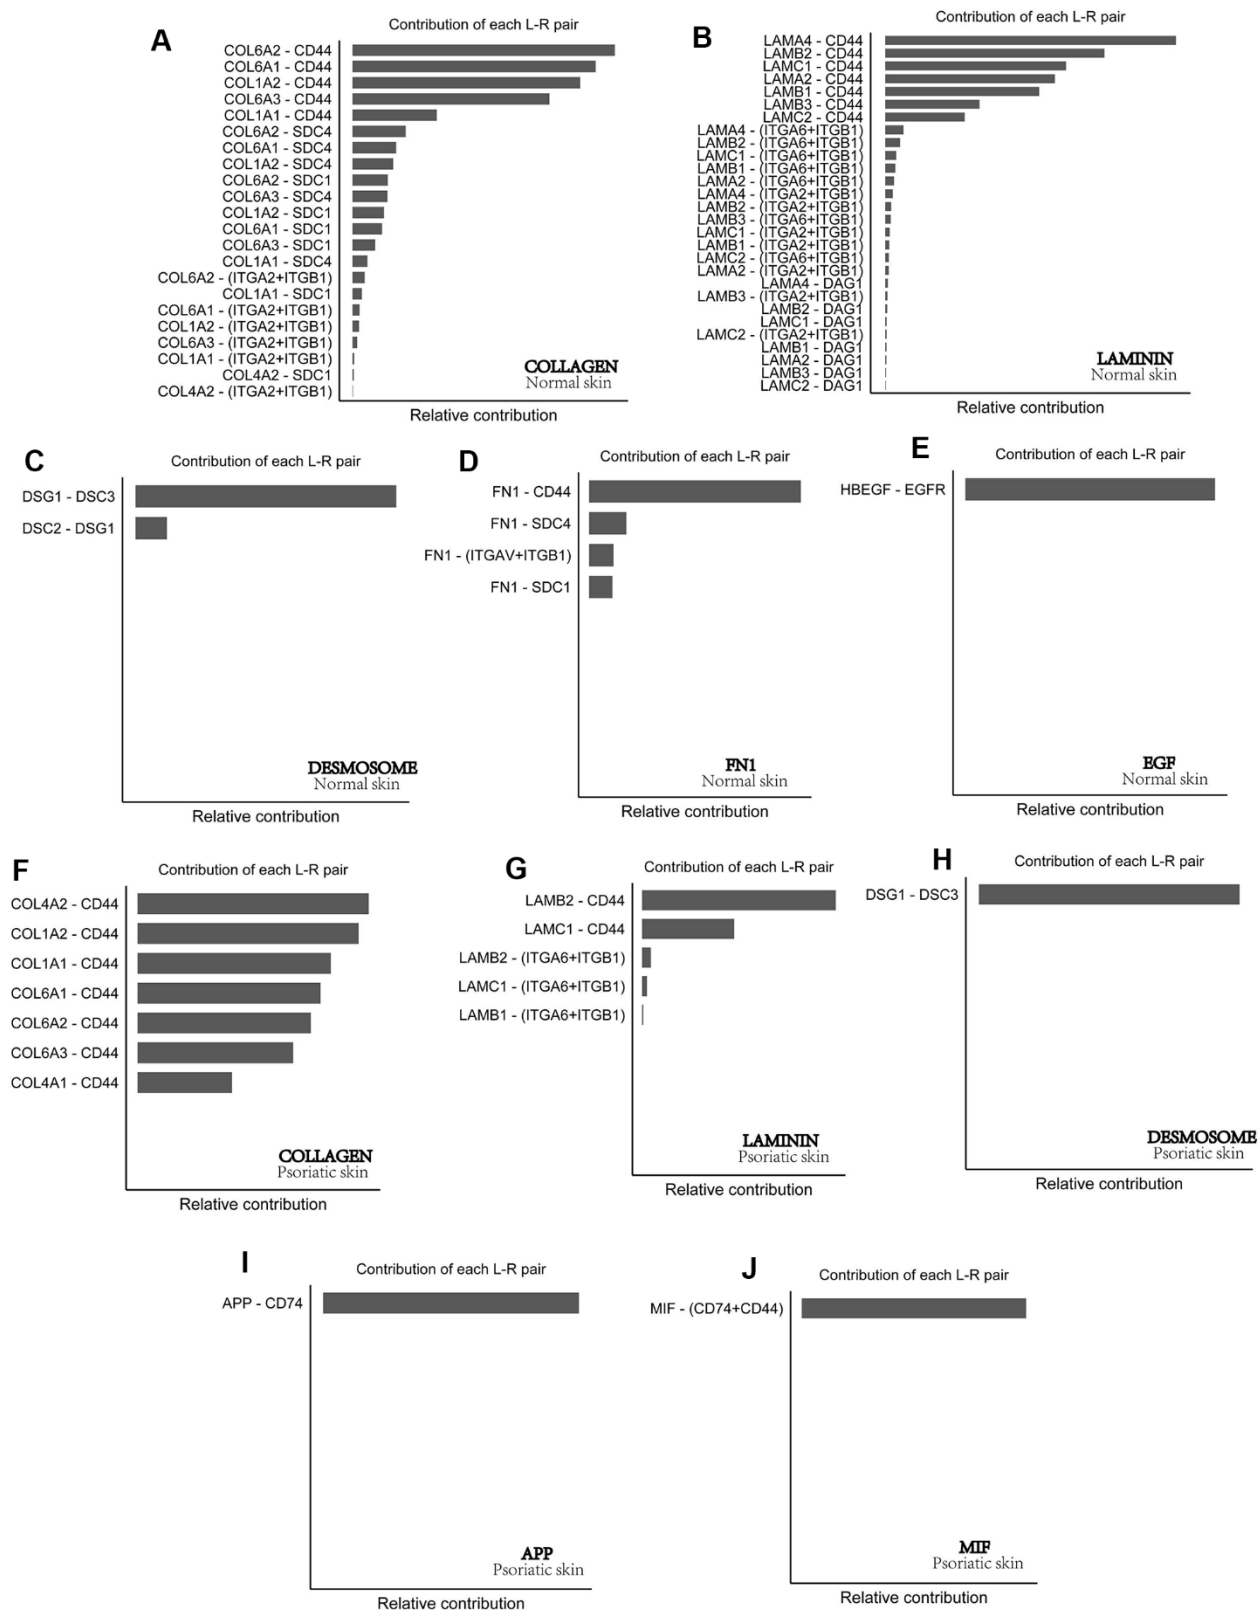 A
Contribution of each L-R pair
COL6A2 - CD44
COL6A1 - CD44
COL1A2 - CD44
COL6A3 - CD44
COL1A1 - CD44
COL6A2 - SDC4
COL6A1 - SDC4
COL1A2 - SDC4
COL6A2 - SDC1
COL6A3 - SDC4
COL1A2 - SDC1
COL6A1 - SDC1
COL6A3 - SDC1
COL1A1 - SDC4
COL6A2 - (ITGA2+ITGB1)
COL1A1 - SDC1
COL6A1 - (ITGA2+ITGB1)
COL1A2 - (ITGA2+ITGB1)
COL6A3 - (ITGA2+ITGB1)
COL1A1 - (ITGA2+ITGB1)
COL4A2 - SDC1
COL4A2 - (ITGA2+ITGB1)
COLLAGEN
Normal skin
Relative contribution
B
Contribution of each L-R pair
LAMA4 - CD44
LAMB2 - CD44
LAMC1 - CD44
LAMA2 - CD44
LAMB1 - CD44
LAMB3 - CD44
LAMC2 - CD44
LAMA4 - (ITGA6+ITGB1)
LAMB2 - (ITGA6+ITGB1)
LAMC1 - (ITGA6+ITGB1)
LAMB1 - (ITGA6+ITGB1)
LAMA2 - (ITGA6+ITGB1)
LAMA4 - (ITGA2+ITGB1)
LAMB2 - (ITGA2+ITGB1)
LAMB3 - (ITGA6+ITGB1)
LAMC1 - (ITGA2+ITGB1)
LAMB1 - (ITGA2+ITGB1)
LAMC2 - (ITGA6+ITGB1)
LAMA2 - (ITGA2+ITGB1)
LAMA4 - DAG1
LAMB3 - (ITGA2+ITGB1)
LAMB2 - DAG1
LAMC1 - DAG1
LAMC2 - (ITGA2+ITGB1)
LAMB1 - DAG1
LAMA2 - DAG1
LAMB3 - DAG1
LAMC2 - DAG1
LAMININ
Normal skin
Relative contribution
C
Contribution of each L-R pair
DSG1 - DSC3
DSC2 - DSG1
DESMOSOME
Normal skin
Relative contribution
D
Contribution of each L-R pair
FN1 - CD44
FN1 - SDC4
FN1 - (ITGAV+ITGB1)
FN1 - SDC1
FN1
Normal skin
Relative contribution
E
Contribution of each L-R pair
HBEGF - EGFR
EGF
Normal skin
Relative contribution
F
Contribution of each L-R pair
COL4A2 - CD44
COL1A2 - CD44
COL1A1 - CD44
COL6A1 - CD44
COL6A2 - CD44
COL6A3 - CD44
COL4A1 - CD44
COLLAGEN
Psoriatic skin
Relative contribution
G
Contribution of each L-R pair
LAMB2 - CD44
LAMC1 - CD44
LAMB2 - (ITGA6+ITGB1)
LAMC1 - (ITGA6+ITGB1)
LAMB1 - (ITGA6+ITGB1)
LAMININ
Psoriatic skin
Relative contribution
H
Contribution of each L-R pair
DSG1 - DSC3
DESMOSOME
Psoriatic skin
Relative contribution
I
Contribution of each L-R pair
APP - CD74
APP
Psoriatic skin
Relative contribution
J
Contribution of each L-R pair
MIF - (CD74+CD44)
MIF
Psoriatic skin
Relative contribution